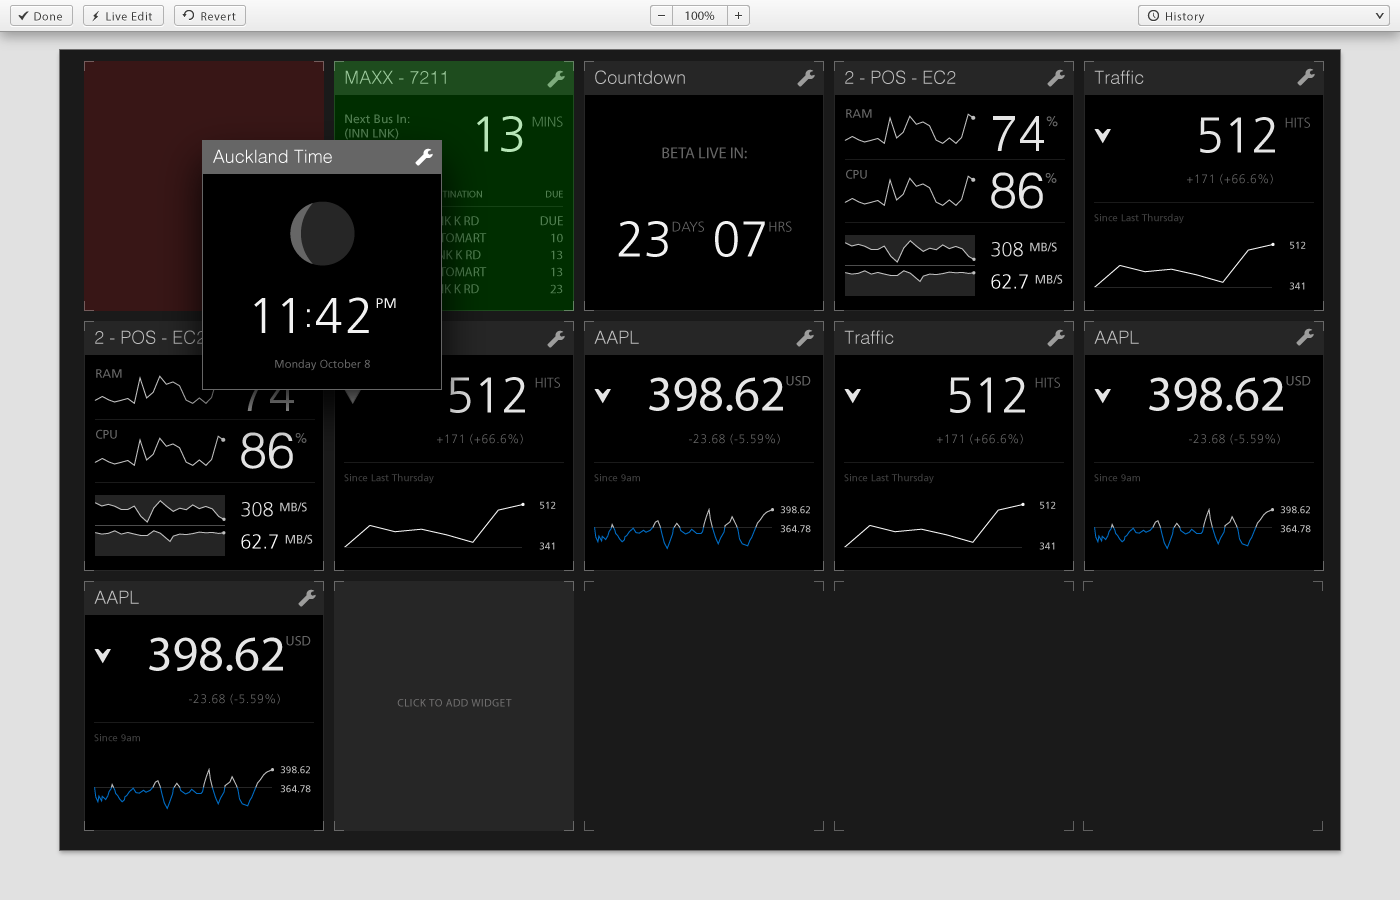 Done
Live Edit
Revert
100%
History
MAXX - 7211
Next Bus In:
(INN LNK)
13 MINS
DUE
DUE
K RD
10
13
13
K RD
23
Auckland Time
11:42 PM
Monday October 8
Countdown
BETA LIVE IN:
23 DAYS 07 HRS
2 - POS - EC2
RAM
74 %
CPU
86 %
308 MB/S
62.7 MB/S
Traffic
512 HITS
+171 (+66.6%)
Since Last Thursday
512
341
2 - POS - EC2
RAM
74
CPU
86 %
308 MB/S
62.7 MB/S
512 HITS
+171 (+66.6%)
Since Last Thursday
512
341
AAPL
398.62 USD
-23.68 (-5.59%)
Since 9am
398.62
364.78
Traffic
512 HITS
+171 (+66.6%)
Since Last Thursday
512
341
AAPL
398.62 USD
-23.68 (-5.59%)
Since 9am
398.62
364.78
AAPL
398.62 USD
-23.68 (-5.59%)
Since 9am
398.62
364.78
CLICK TO ADD WIDGET